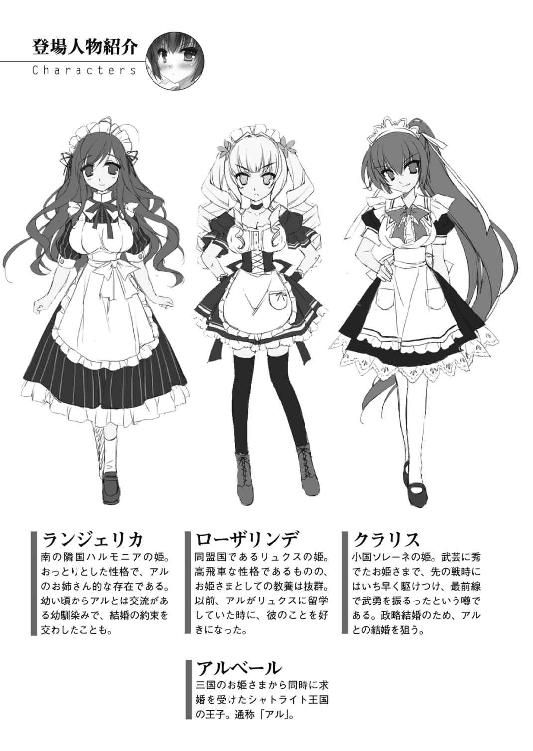 登場人物紹介
Characters
ランジェリカ
南の隣国ハルモニアの姫。
おっとりとした性格で、アル
のお姉さん的な存在である。
幼い頃からアルとは交流があ
る幼馴染みで、結婚の約束を
交わしたことも。
ローザリンデ
同盟国であるリュクスの姫。
高飛車な性格であるものの、
お姫さまとしての教養は抜群。
以前、アルがリュクスに留学
していた時に、彼のことを好
きになった。
クラリス
小国ソレーネの姫。武芸に秀
でたお姫さまで、先の戦時に
はいち早く駆けつけ、最前線
で武勇を振るったという噂で
ある。政略結婚のため、アル
との結婚を狙う。
アルベール
三国のお姫さまから同時に求
婚を受けたシャトライト王国
の王子。通称「アル」。